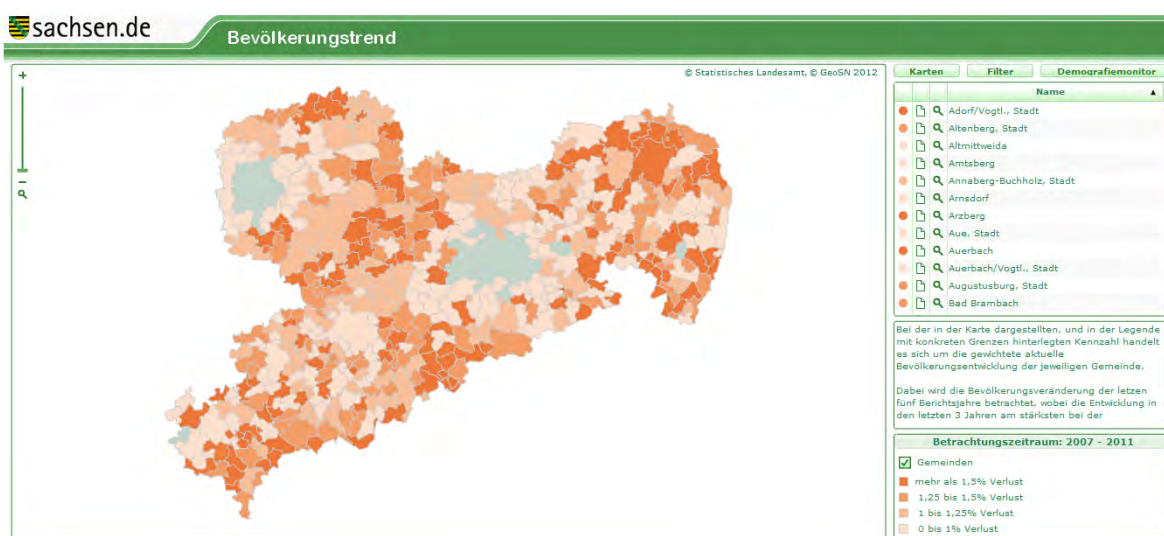 sachsen.de
Bevölkerungstrend
© Statistisches Landesamt, © GeoSN 2012
Karten
Filter
Demografiemonitor
Name
Adorf/Vogtl., Stadt
Altenberg, Stadt
Altmittweida
Amtsberg
Annaberg-Buchholz, Stadt
Arnsdorf
Arzberg
Aue, Stadt
Auerbach
Auerbach/Vogtl., Stadt
Augustusburg, Stadt
Bad Brambach
Bei der in der Karte dargestellten, und in der Legende
mit konkreten Grenzen hinterlegten Kennzahl handelt
es sich um die gewichtete aktuelle
Bevölkerungsentwicklung der jeweiligen Gemeinde.
Dabei wird die Bevölkerungsveränderung der letzen
fünf Berichtsjahre betrachtet, wobei die Entwicklung in
den letzten 3 Jahren am stärksten bei der
Betrachtungszeitraum: 2007 - 2011
Gemeinden
mehr als 1,5% Verlust
1,25 bis 1,5% Verlust
1 bis 1,25% Verlust
0 bis 1% Verlust